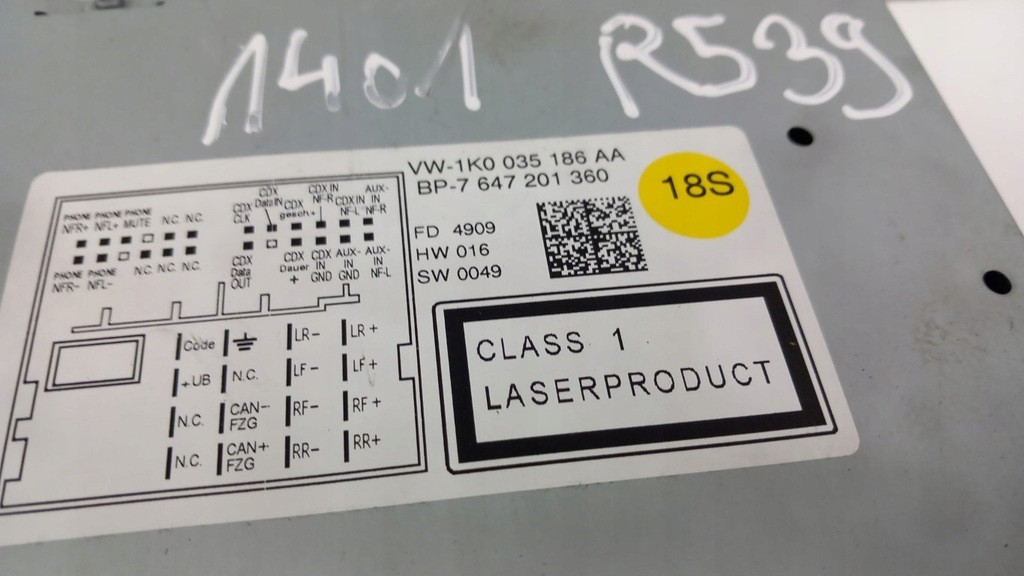 1401 R539
VW-1K0 035 186 AA
BP-7 647 201 360
18S
FD 4909
HW 016
SW 0049
CLASS 1
LASERPRODUCT
PHONE PHONE PHONE
NFR+ NFL+ MUTE N.C. N.C.
PHONE PHONE
NFR- NFL- N.C. N.C. N.C.
CDX CLK
CDX Data IN
CDX gesch.+
CDX IN NF-R
CDX IN NF-L
AUX-IN NF-R
CDX Data OUT
CDX Dauer +
CDX IN GND
AUX-IN GND
AUX-IN NF-L
Code LR- LR+
+UB N.C. LF- LF+
N.C. CAN- FZG RF- RF+
N.C. CAN+ FZG RR- RR+